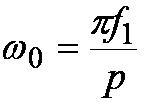 ω₀ = πf₁ / p